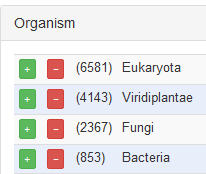 Organism
+ − (6581) Eukaryota
+ − (4143) Viridiplantae
+ − (2367) Fungi
+ − (853) Bacteria